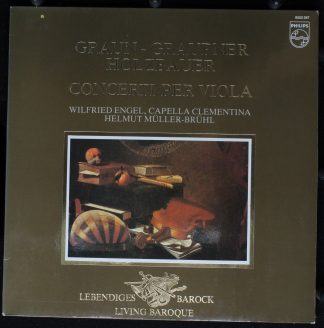 PHILIPS
GRAUN - GRAUPNER
HOLZBAUER
CONCERTI PER VIOLA
WILFRIED ENGEL, CAPELLA CLEMENTINA
HELMUT MÜLLER-BRÜHL
LEBENDIGES BAROCK
LIVING BAROQUE